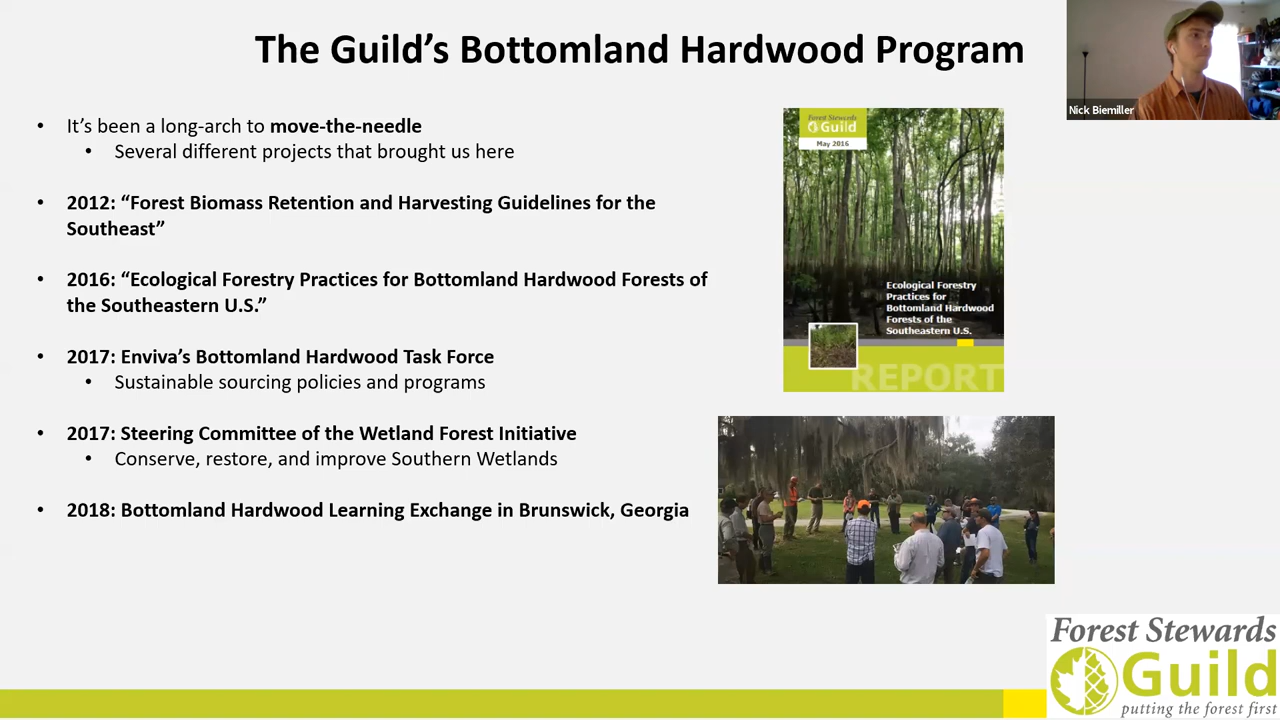 The Guild’s Bottomland Hardwood Program
Nick Biemiller
• It’s been a long-arch to move-the-needle
• Several different projects that brought us here
• 2012: “Forest Biomass Retention and Harvesting Guidelines for the
Southeast”
• 2016: “Ecological Forestry Practices for Bottomland Hardwood Forests of
the Southeastern U.S.”
• 2017: Enviva’s Bottomland Hardwood Task Force
• Sustainable sourcing policies and programs
• 2017: Steering Committee of the Wetland Forest Initiative
• Conserve, restore, and improve Southern Wetlands
• 2018: Bottomland Hardwood Learning Exchange in Brunswick, Georgia
Forest Stewards
Guild
May 2016
Ecological Forestry
Practices for
Bottomland Hardwood
Forests of the
Southeastern U.S.
REPORT
Forest Stewards
Guild
putting the forest first